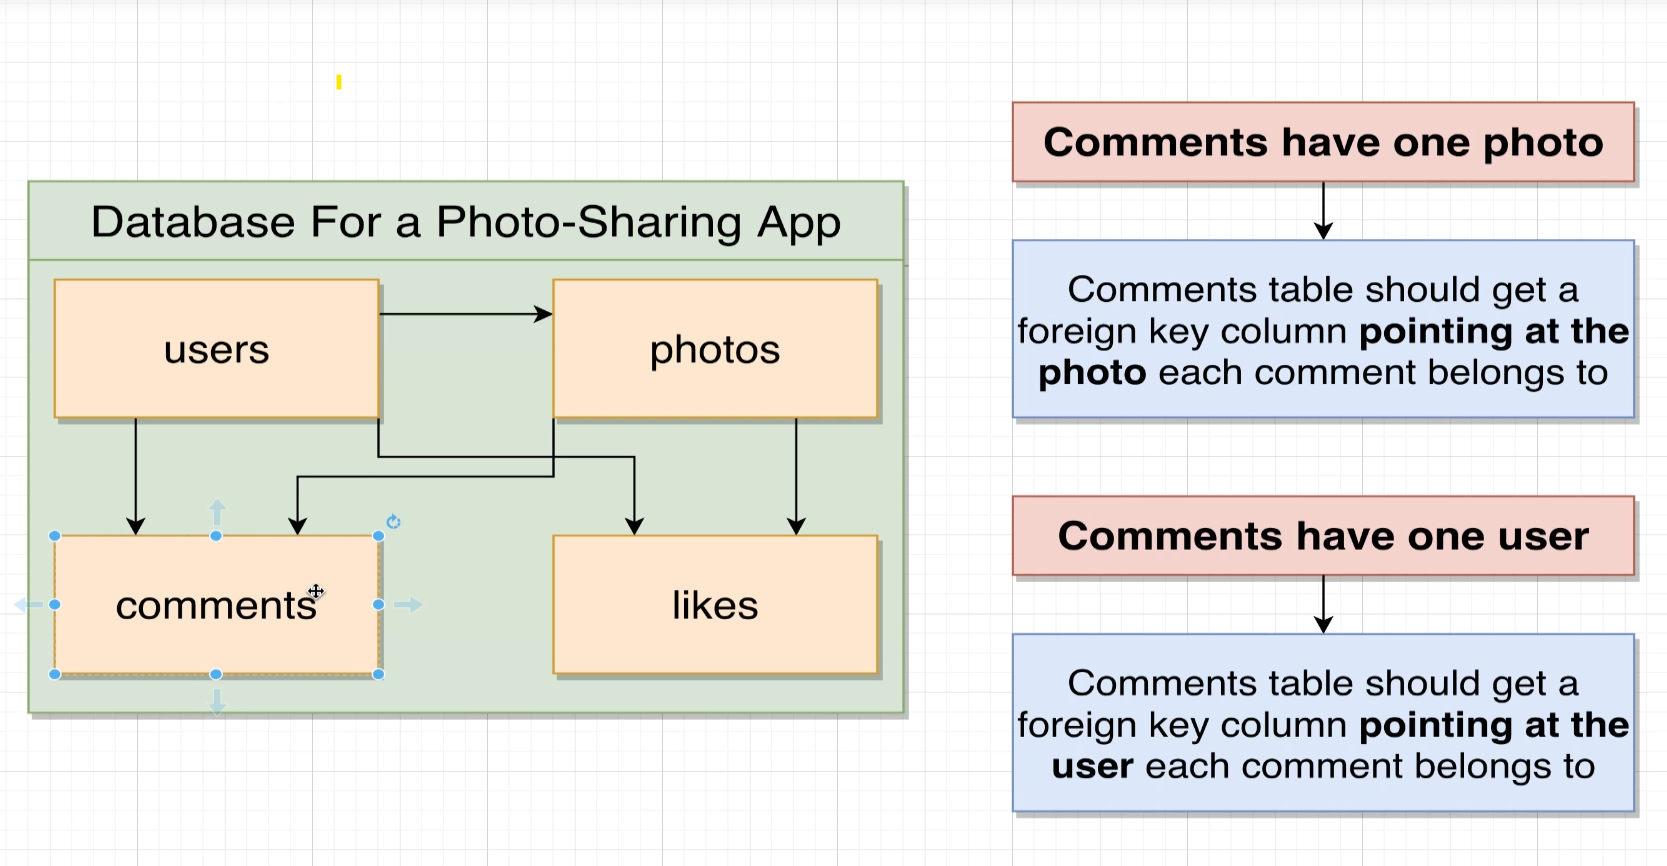 Database For a Photo-Sharing App
users
photos
comments
likes
Comments have one photo
Comments table should get a
foreign key column pointing at the
photo each comment belongs to
Comments have one user
Comments table should get a
foreign key column pointing at the
user each comment belongs to